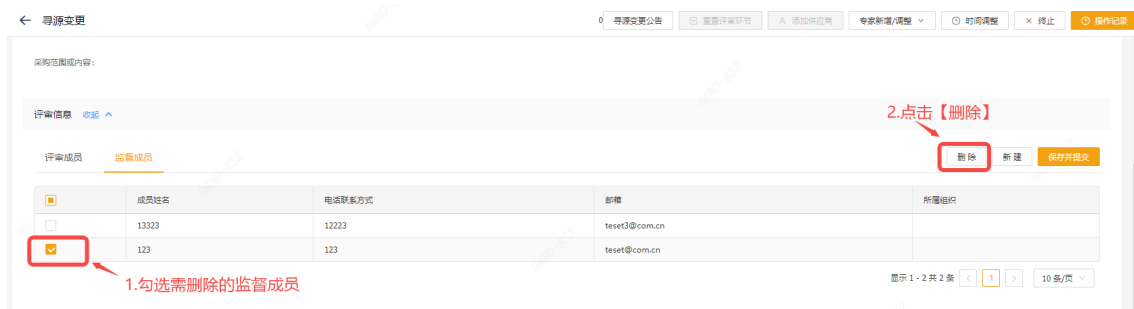 ← 寻源变更
0 寻源变更公告 重置评审环节 添加供应商 专家新增/调整 时间调整 × 终止 操作记录
采购范围或内容：
评审信息 收起
2.点击【删除】
评审成员 监督成员
删除 新建 保存并提交
成员姓名 电话联系方式 邮箱 所属组织
13323 12223 teset3@com.cn
123 123 teset@com.cn
显示 1 - 2 共 2 条 < 1 > 10 条/页
1.勾选需删除的监督成员